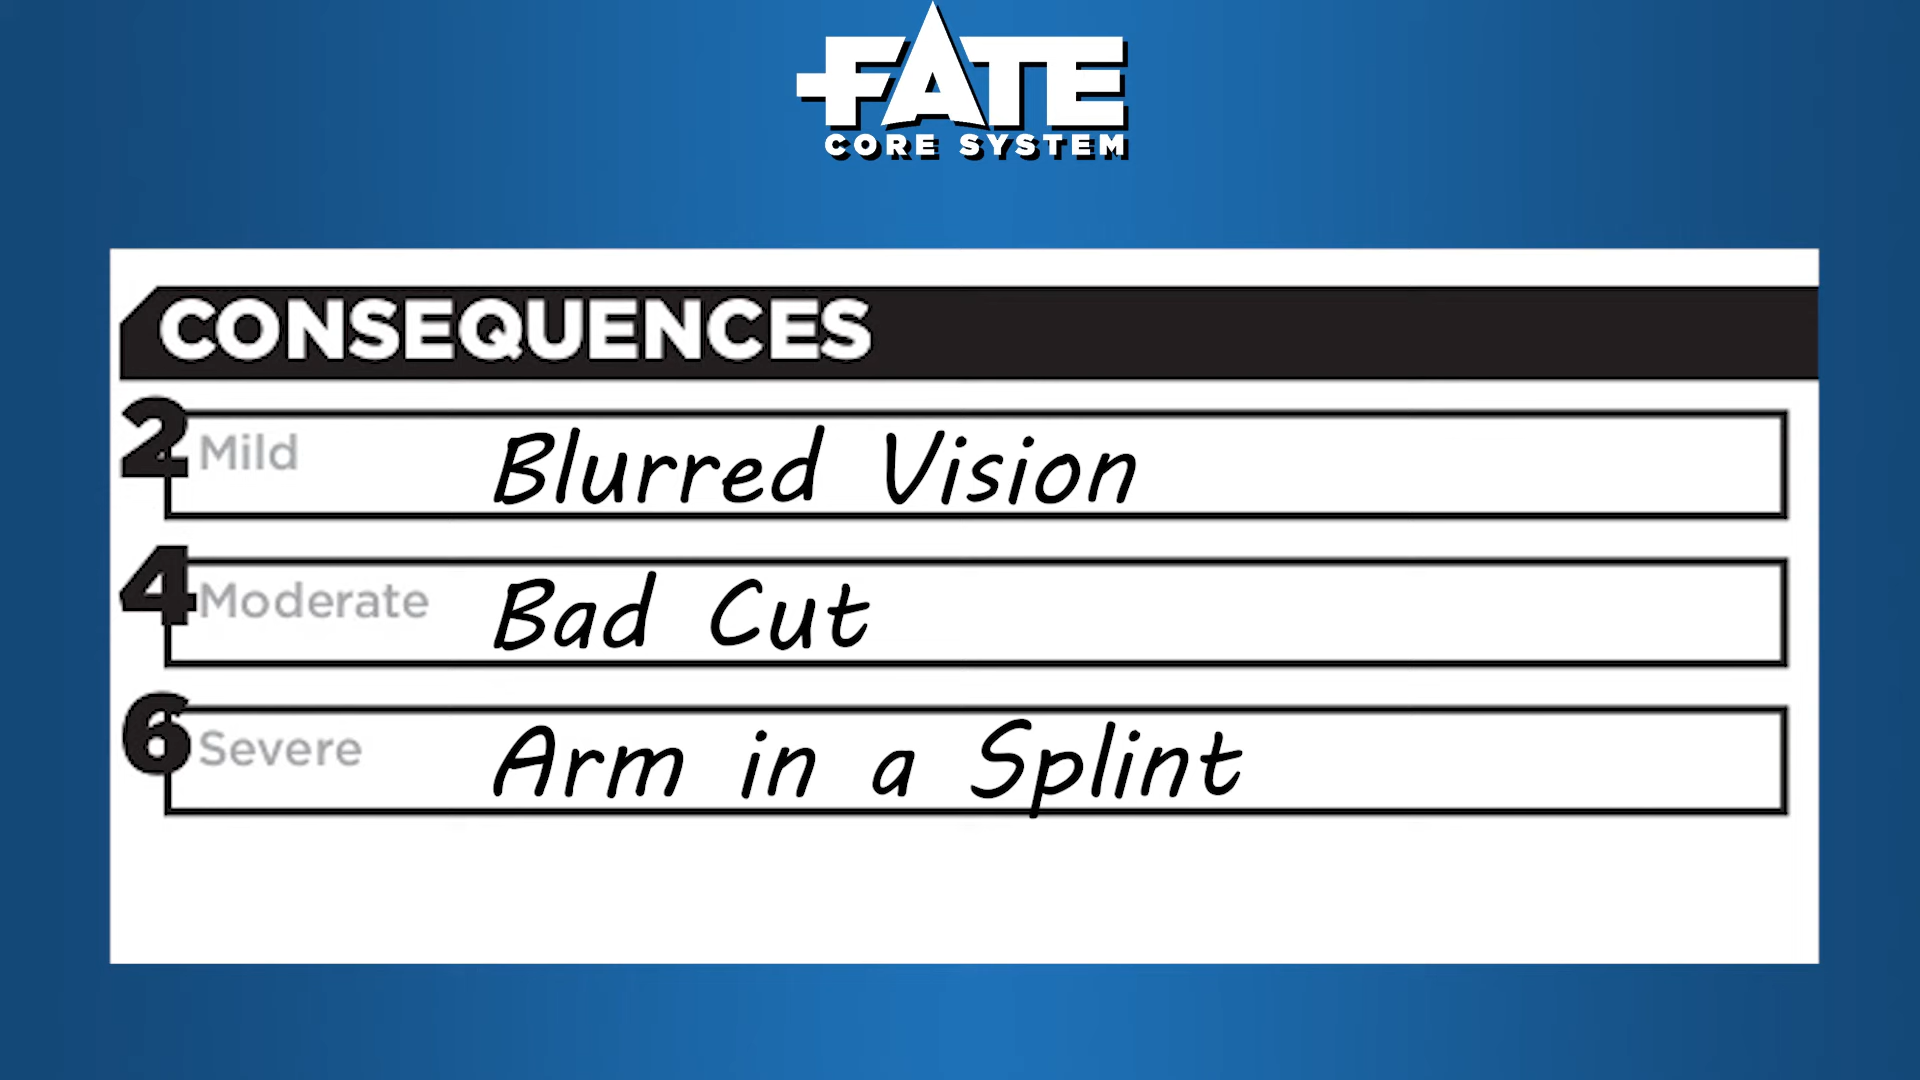 FATE
CORE SYSTEM
CONSEQUENCES
2 Mild Blurred Vision
4 Moderate Bad Cut
6 Severe Arm in a Splint